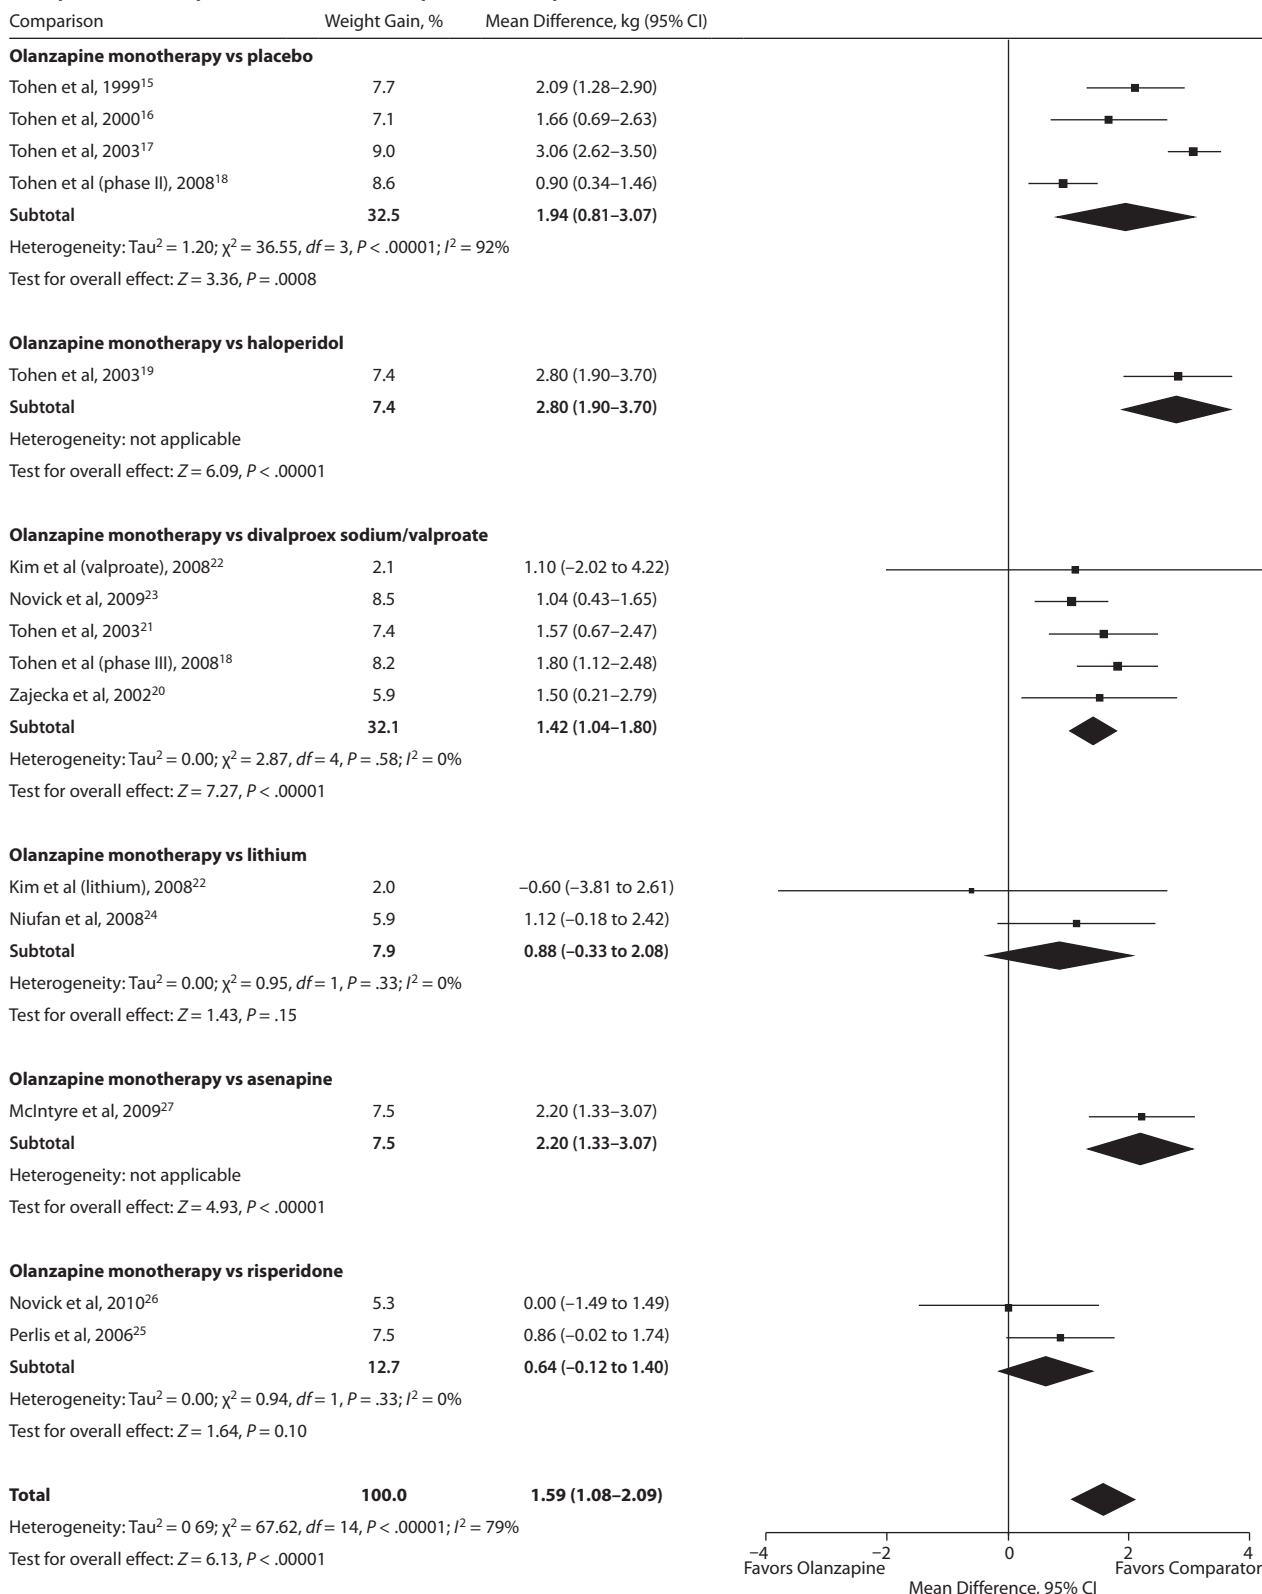 Comparison Weight Gain, % Mean Difference, kg (95% CI)
Olanzapine monotherapy vs placebo
Tohen et al, 1999¹⁵ 7.7 2.09 (1.28–2.90)
Tohen et al, 2000¹⁶ 7.1 1.66 (0.69–2.63)
Tohen et al, 2003¹⁷ 9.0 3.06 (2.62–3.50)
Tohen et al (phase II), 2008¹⁸ 8.6 0.90 (0.34–1.46)
Subtotal 32.5 1.94 (0.81–3.07)
Heterogeneity: Tau² = 1.20; χ² = 36.55, df = 3, P < .00001; I² = 92%
Test for overall effect: Z = 3.36, P = .0008
Olanzapine monotherapy vs haloperidol
Tohen et al, 2003¹⁹ 7.4 2.80 (1.90–3.70)
Subtotal 7.4 2.80 (1.90–3.70)
Heterogeneity: not applicable
Test for overall effect: Z = 6.09, P < .00001
Olanzapine monotherapy vs divalproex sodium/valproate
Kim et al (valproate), 2008²² 2.1 1.10 (–2.02 to 4.22)
Novick et al, 2009²³ 8.5 1.04 (0.43–1.65)
Tohen et al, 2003²¹ 7.4 1.57 (0.67–2.47)
Tohen et al (phase III), 2008¹⁸ 8.2 1.80 (1.12–2.48)
Zajecka et al, 2002²⁰ 5.9 1.50 (0.21–2.79)
Subtotal 32.1 1.42 (1.04–1.80)
Heterogeneity: Tau² = 0.00; χ² = 2.87, df = 4, P = .58; I² = 0%
Test for overall effect: Z = 7.27, P < .00001
Olanzapine monotherapy vs lithium
Kim et al (lithium), 2008²² 2.0 –0.60 (–3.81 to 2.61)
Niufan et al, 2008²⁴ 5.9 1.12 (–0.18 to 2.42)
Subtotal 7.9 0.88 (–0.33 to 2.08)
Heterogeneity: Tau² = 0.00; χ² = 0.95, df = 1, P = .33; I² = 0%
Test for overall effect: Z = 1.43, P = .15
Olanzapine monotherapy vs asenapine
McIntyre et al, 2009²⁷ 7.5 2.20 (1.33–3.07)
Subtotal 7.5 2.20 (1.33–3.07)
Heterogeneity: not applicable
Test for overall effect: Z = 4.93, P < .00001
Olanzapine monotherapy vs risperidone
Novick et al, 2010²⁶ 5.3 0.00 (–1.49 to 1.49)
Perlis et al, 2006²⁵ 7.5 0.86 (–0.02 to 1.74)
Subtotal 12.7 0.64 (–0.12 to 1.40)
Heterogeneity: Tau² = 0.00; χ² = 0.94, df = 1, P = .33; I² = 0%
Test for overall effect: Z = 1.64, P = 0.10
Total 100.0 1.59 (1.08–2.09)
Heterogeneity: Tau² = 0 69; χ² = 67.62, df = 14, P < .00001; I² = 79%
Test for overall effect: Z = 6.13, P < .00001
–4 –2 0 2 4
Favors Olanzapine Favors Comparator
Mean Difference, 95% CI